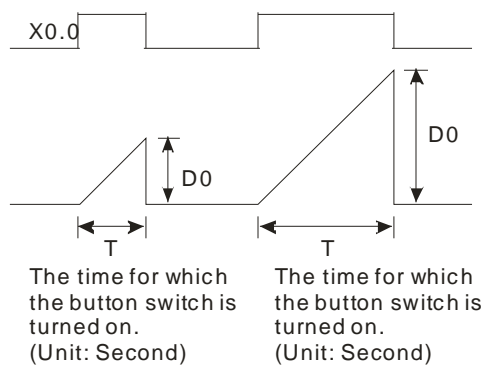 X0.0
D0
D0
T
T
The time for which
the button switch is
turned on.
(Unit: Second)
The time for which
the button switch is
turned on.
(Unit: Second)